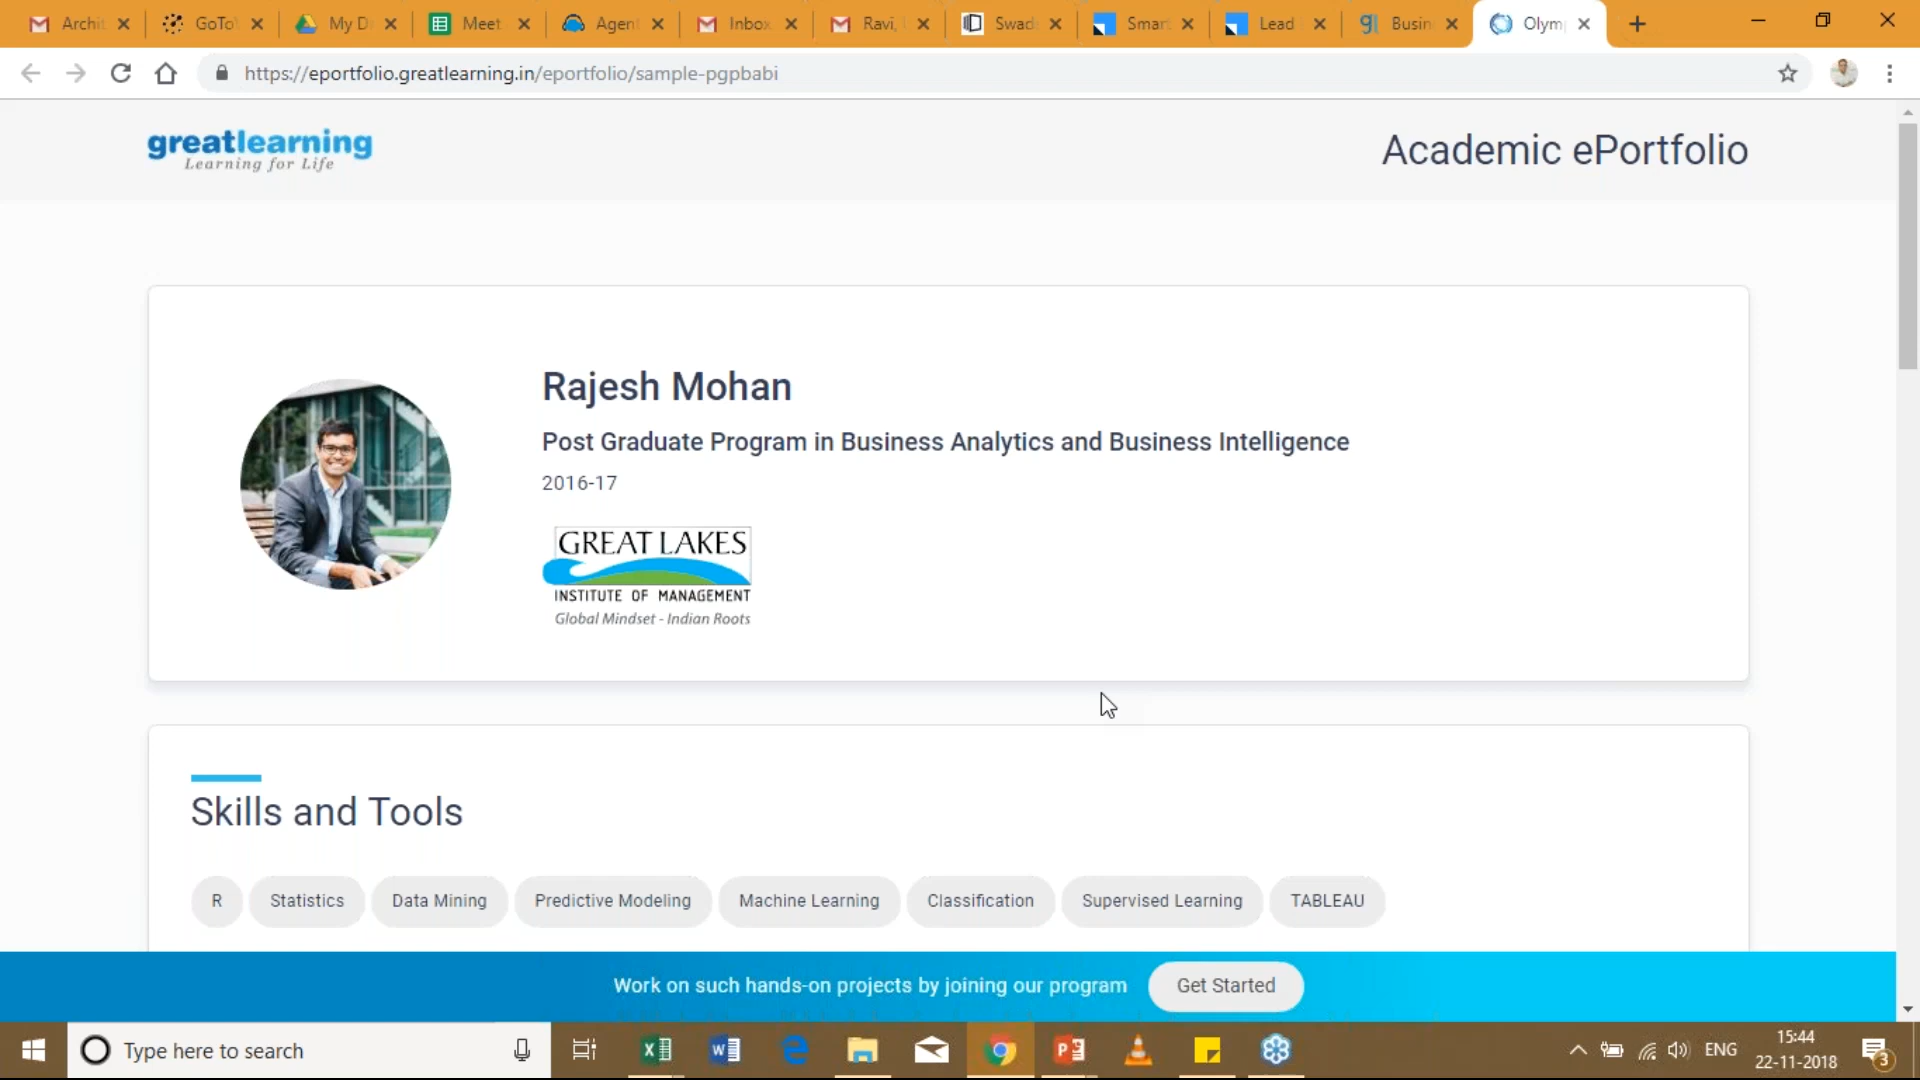 Archit
GoTo
My D
Meet
Agen
Inbox
Ravi,
Swad
Smar
Lead
Busin
Olym
https://eportfolio.greatlearning.in/eportfolio/sample-pgpbabi
greatlearning
Learning for Life
Academic ePortfolio
Rajesh Mohan
Post Graduate Program in Business Analytics and Business Intelligence
2016-17
GREAT LAKES
INSTITUTE OF MANAGEMENT
Global Mindset - Indian Roots
Skills and Tools
R
Statistics
Data Mining
Predictive Modeling
Machine Learning
Classification
Supervised Learning
TABLEAU
Work on such hands-on projects by joining our program
Get Started
Type here to search
ENG
15:44
22-11-2018
3